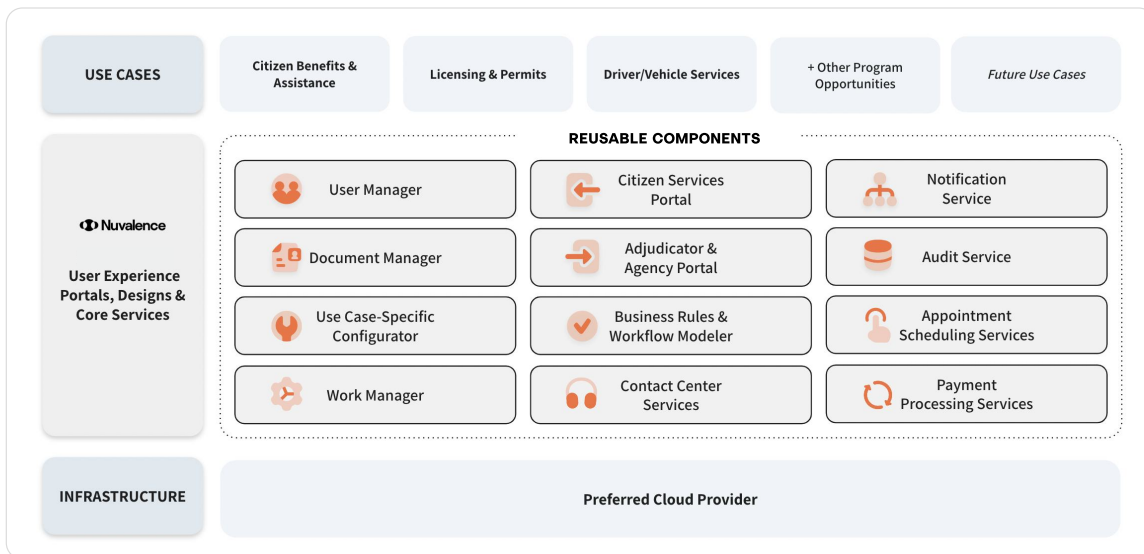 USE CASES
Citizen Benefits &
Assistance
Licensing & Permits
Driver/Vehicle Services
+ Other Program
Opportunities
Future Use Cases
Nuvalence
User Experience
Portals, Designs &
Core Services
REUSABLE COMPONENTS
User Manager
Citizen Services
Portal
Notification
Service
Document Manager
Adjudicator &
Agency Portal
Audit Service
Use Case-Specific
Configurator
Business Rules &
Workflow Modeler
Appointment
Scheduling Services
Work Manager
Contact Center
Services
Payment
Processing Services
INFRASTRUCTURE
Preferred Cloud Provider